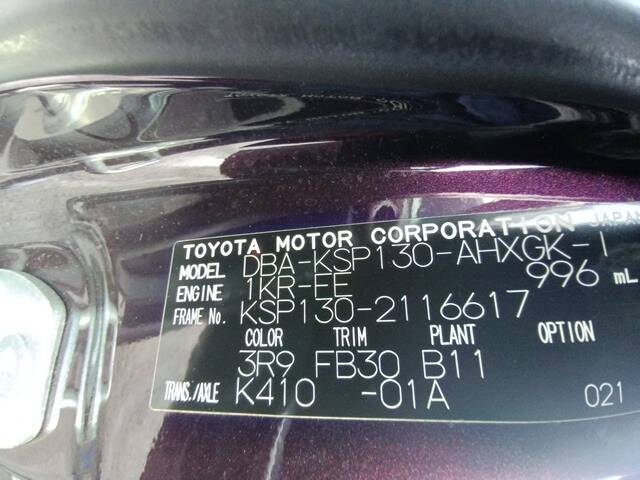 TOYOTA MOTOR CORPORATION JAPAN
MODEL DBA-KSP130-AHXGK-I
ENGINE 1KR-FE 996 mL
FRAME No. KSP130-2116617
COLOR TRIM PLANT OPTION
3R9 FB30 B11
TRANS./AXLE K410 -01A 021